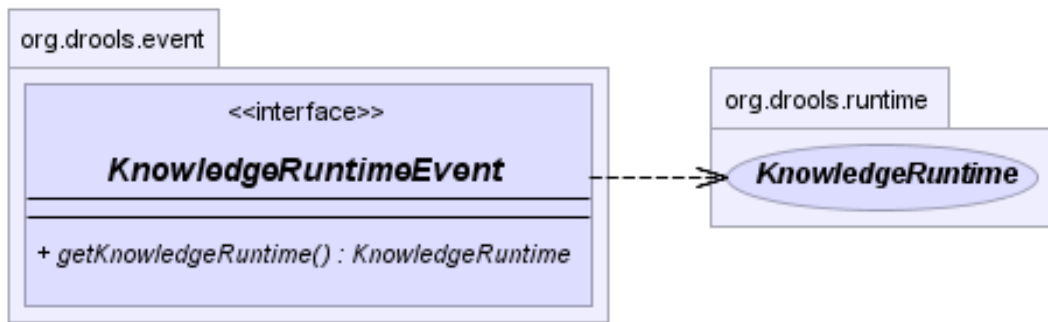 org.drools.event
<<interface>>
KnowledgeRuntimeEvent
+ getKnowledgeRuntime() : KnowledgeRuntime
org.drools.runtime
KnowledgeRuntime